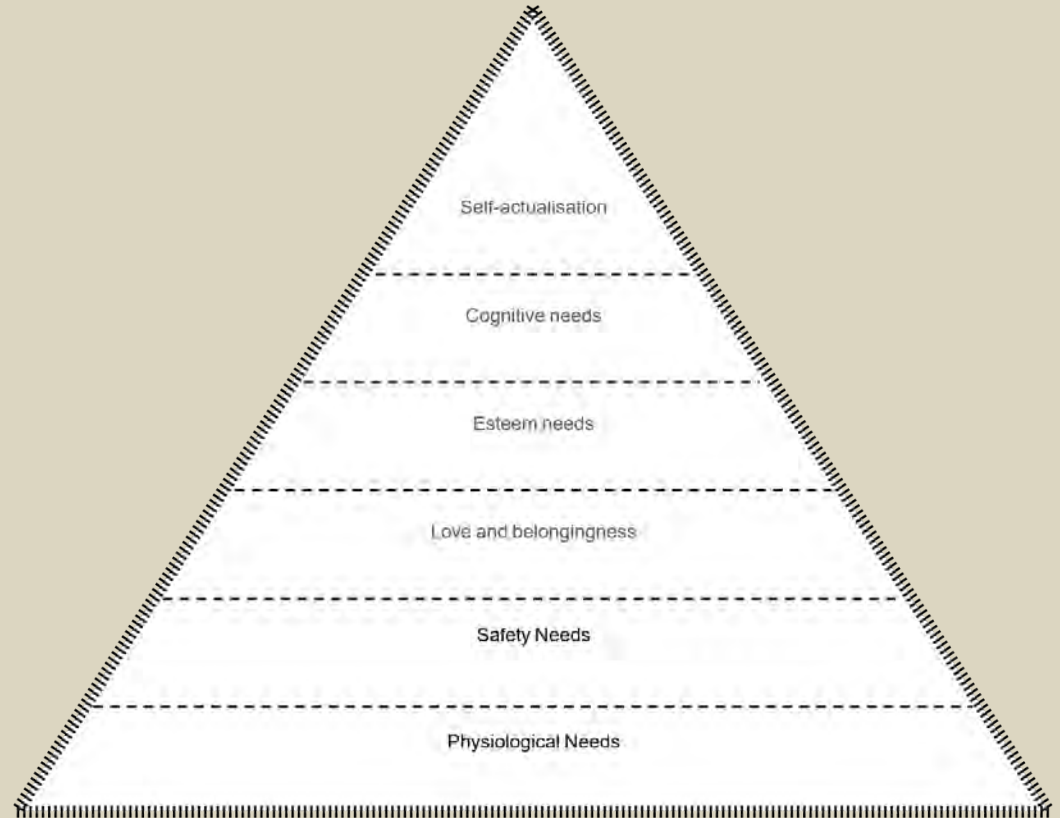 Self-actualisation
Cognitive needs
Esteem needs
Love and belongingness
Safety Needs
Physiological Needs